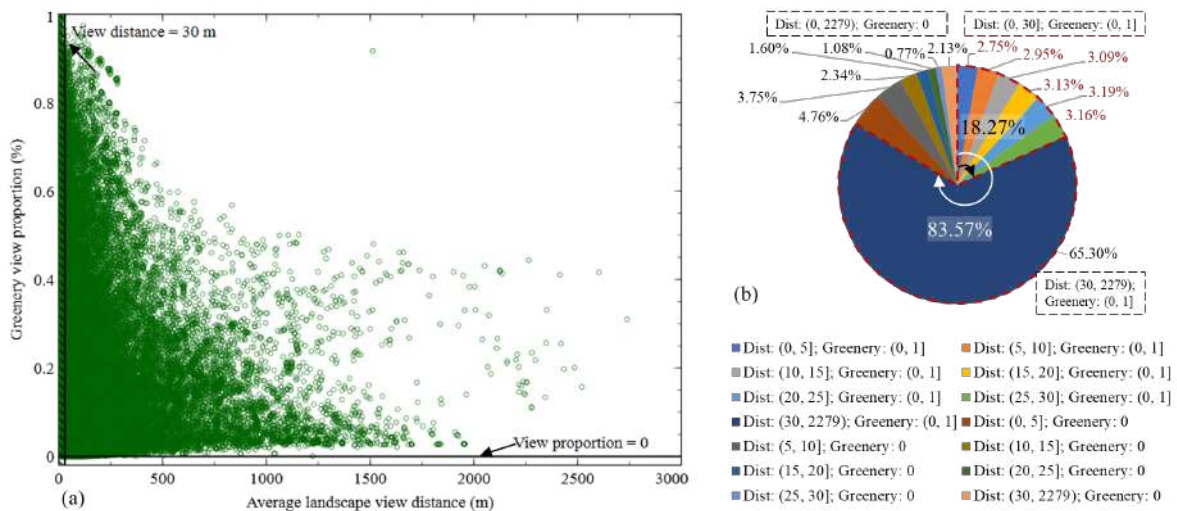 View distance = 30 m
1
0.8
0.6
0.4
0.2
0
Greenery view proportion (%)
View proportion = 0
0
500
1000
1500
2000
2500
3000
(a)
Average landscape view distance (m)
Dist: (0, 2279); Greenery: 0
Dist: (0, 30]; Greenery: (0, 1]
1.60%
1.08%
0.77%
2.13%
2.75%
2.95%
3.09%
2.34%
3.13%
3.75%
3.19%
4.76%
3.16%
18.27%
83.57%
65.30%
Dist: (30, 2279);
Greenery: (0, 1]
(b)
Dist: (0, 5]; Greenery: (0, 1]
Dist: (5, 10]; Greenery: (0, 1]
Dist: (10, 15]; Greenery: (0, 1]
Dist: (15, 20]; Greenery: (0, 1]
Dist: (20, 25]; Greenery: (0, 1]
Dist: (25, 30]; Greenery: (0, 1]
Dist: (30, 2279); Greenery: (0, 1]
Dist: (0, 5]; Greenery: 0
Dist: (5, 10]; Greenery: 0
Dist: (10, 15]; Greenery: 0
Dist: (15, 20]; Greenery: 0
Dist: (20, 25]; Greenery: 0
Dist: (25, 30]; Greenery: 0
Dist: (30, 2279); Greenery: 0